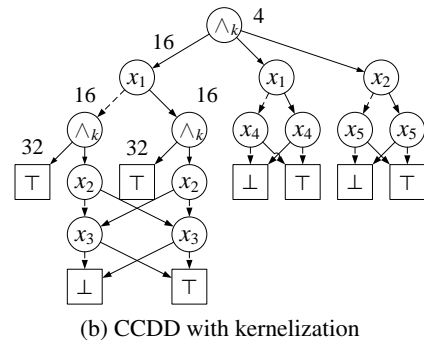 ∧k 4
16
x1 x1 x2
16 16
∧k ∧k x4 x4 x5 x5
32 32
⊤ x2 ⊤ x2 ⊥ ⊤ ⊥ ⊤
x3 x3
⊥ ⊤
(b) CCDD with kernelization